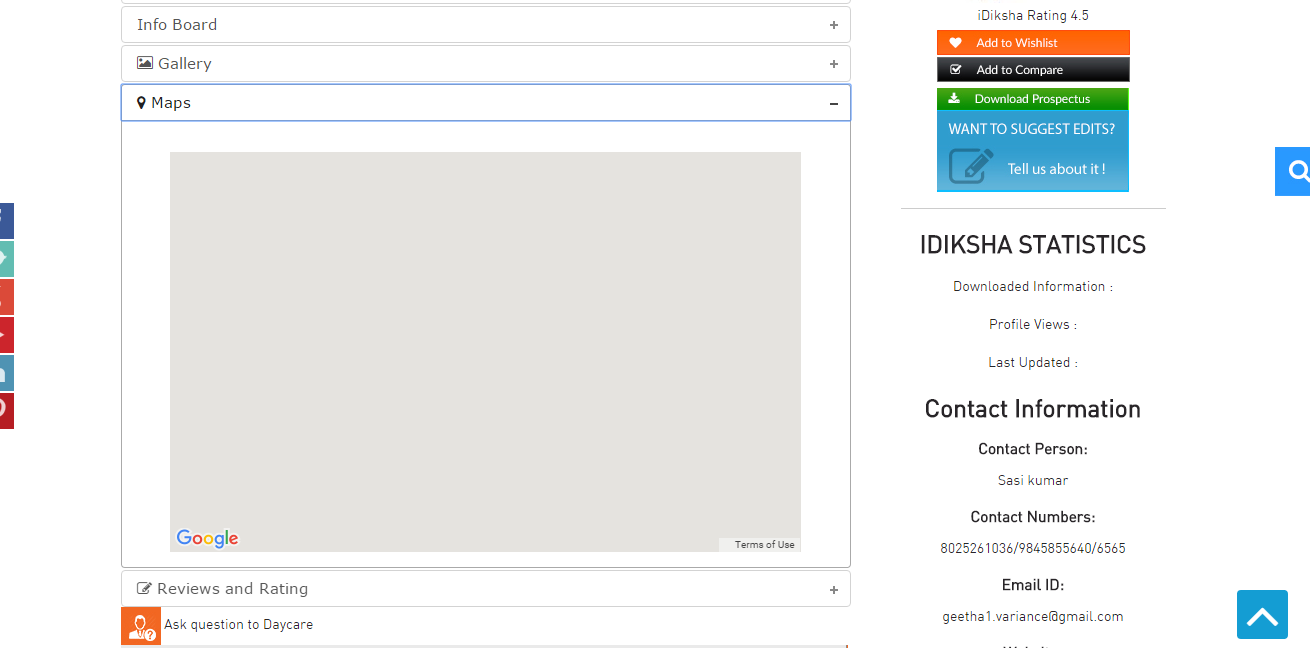 Info Board
Gallery
Maps
Google
Terms of Use
Reviews and Rating
Ask question to Daycare
iDiksha Rating 4.5
Add to Wishlist
Add to Compare
Download Prospectus
WANT TO SUGGEST EDITS?
Tell us about it !
IDIKSHA STATISTICS
Downloaded Information :
Profile Views :
Last Updated :
Contact Information
Contact Person:
Sasi kumar
Contact Numbers:
8025261036/9845855640/6565
Email ID:
geetha1.variance@gmail.com